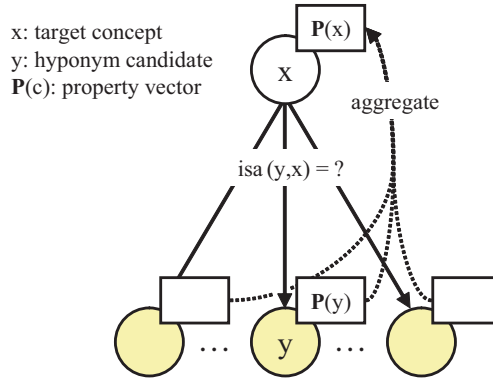 x: target concept
y: hyponym candidate
P(c): property vector
P(x)
x
aggregate
isa (y,x) = ?
P(y)
... y ...